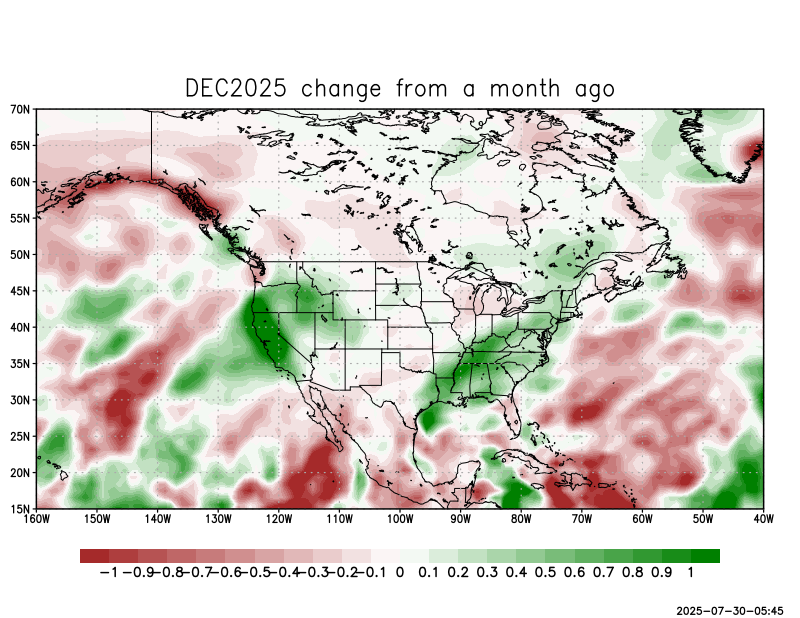 DEC2025 change from a month ago
70N
65N
60N
55N
50N
45N
40N
35N
30N
25N
20N
15N
160W 150W 140W 130W 120W 110W 100W 90W 80W 70W 60W 50W 40W
-1 -0.9 -0.8 -0.7 -0.6 -0.5 -0.4 -0.3 -0.2 -0.1 0 0.1 0.2 0.3 0.4 0.5 0.6 0.7 0.8 0.9 1
2025-07-30-05:45